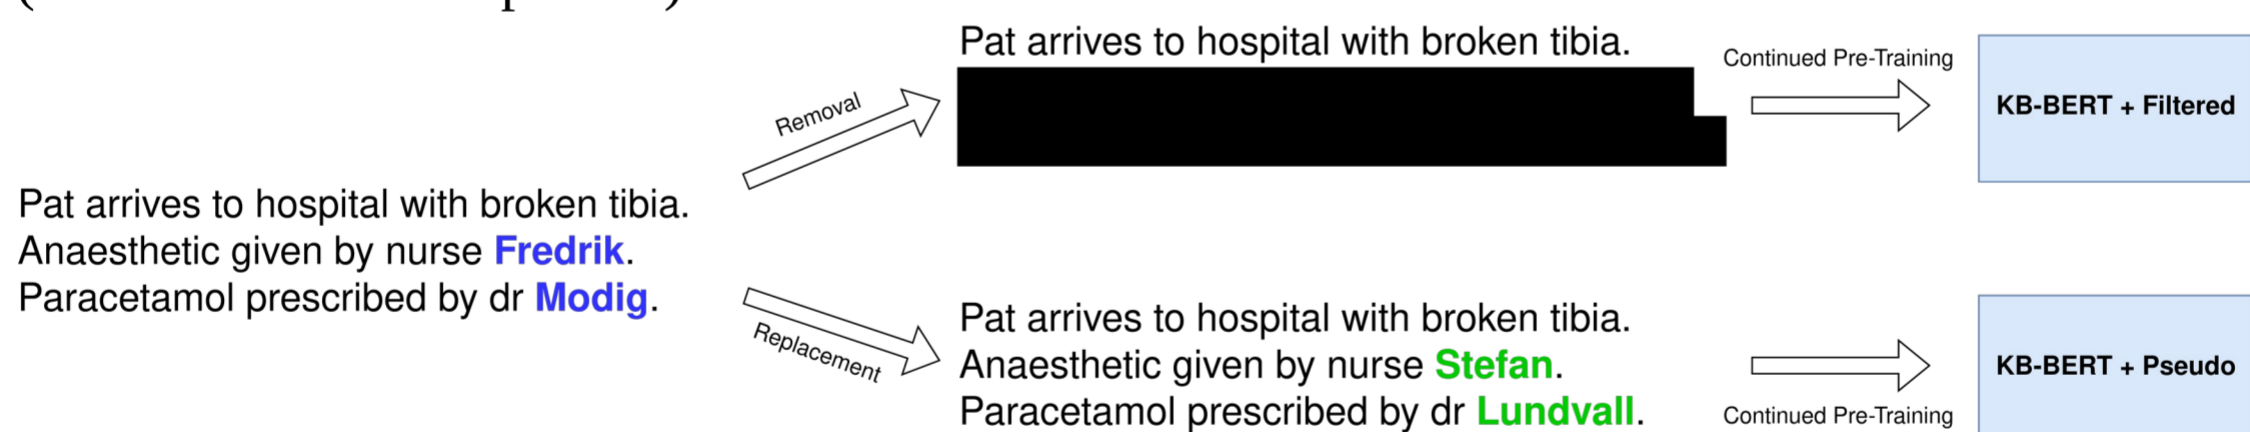 Pat arrives to hospital with broken tibia.
Anaesthetic given by nurse Fredrik.
Paracetamol prescribed by dr Modig.
Removal
Pat arrives to hospital with broken tibia.
Continued Pre-Training
KB-BERT + Filtered
Replacement
Pat arrives to hospital with broken tibia.
Anaesthetic given by nurse Stefan.
Paracetamol prescribed by dr Lundvall.
Continued Pre-Training
KB-BERT + Pseudo